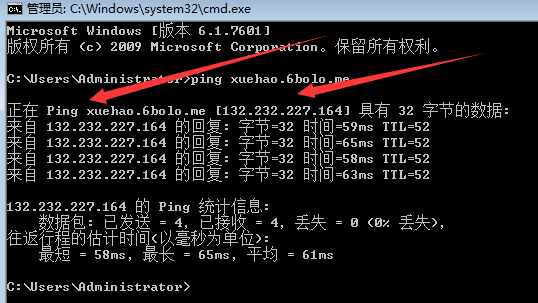 管理员: C:\Windows\system32\cmd.exe
Microsoft Windows [版本 6.1.7601]
版权所有 (c) 2009 Microsoft Corporation。保留所有权利。
C:\Users\Administrator>ping xuehao.6bolo.me
正在 Ping xuehao.6bolo.me [132.232.227.164] 具有 32 字节的数据:
来自 132.232.227.164 的回复: 字节=32 时间=59ms TTL=52
来自 132.232.227.164 的回复: 字节=32 时间=65ms TTL=52
来自 132.232.227.164 的回复: 字节=32 时间=58ms TTL=52
来自 132.232.227.164 的回复: 字节=32 时间=63ms TTL=52
132.232.227.164 的 Ping 统计信息:
数据包: 已发送 = 4, 已接收 = 4, 丢失 = 0 (0% 丢失),
往返行程的估计时间(以毫秒为单位):
最短 = 58ms, 最长 = 65ms, 平均 = 61ms
C:\Users\Administrator>